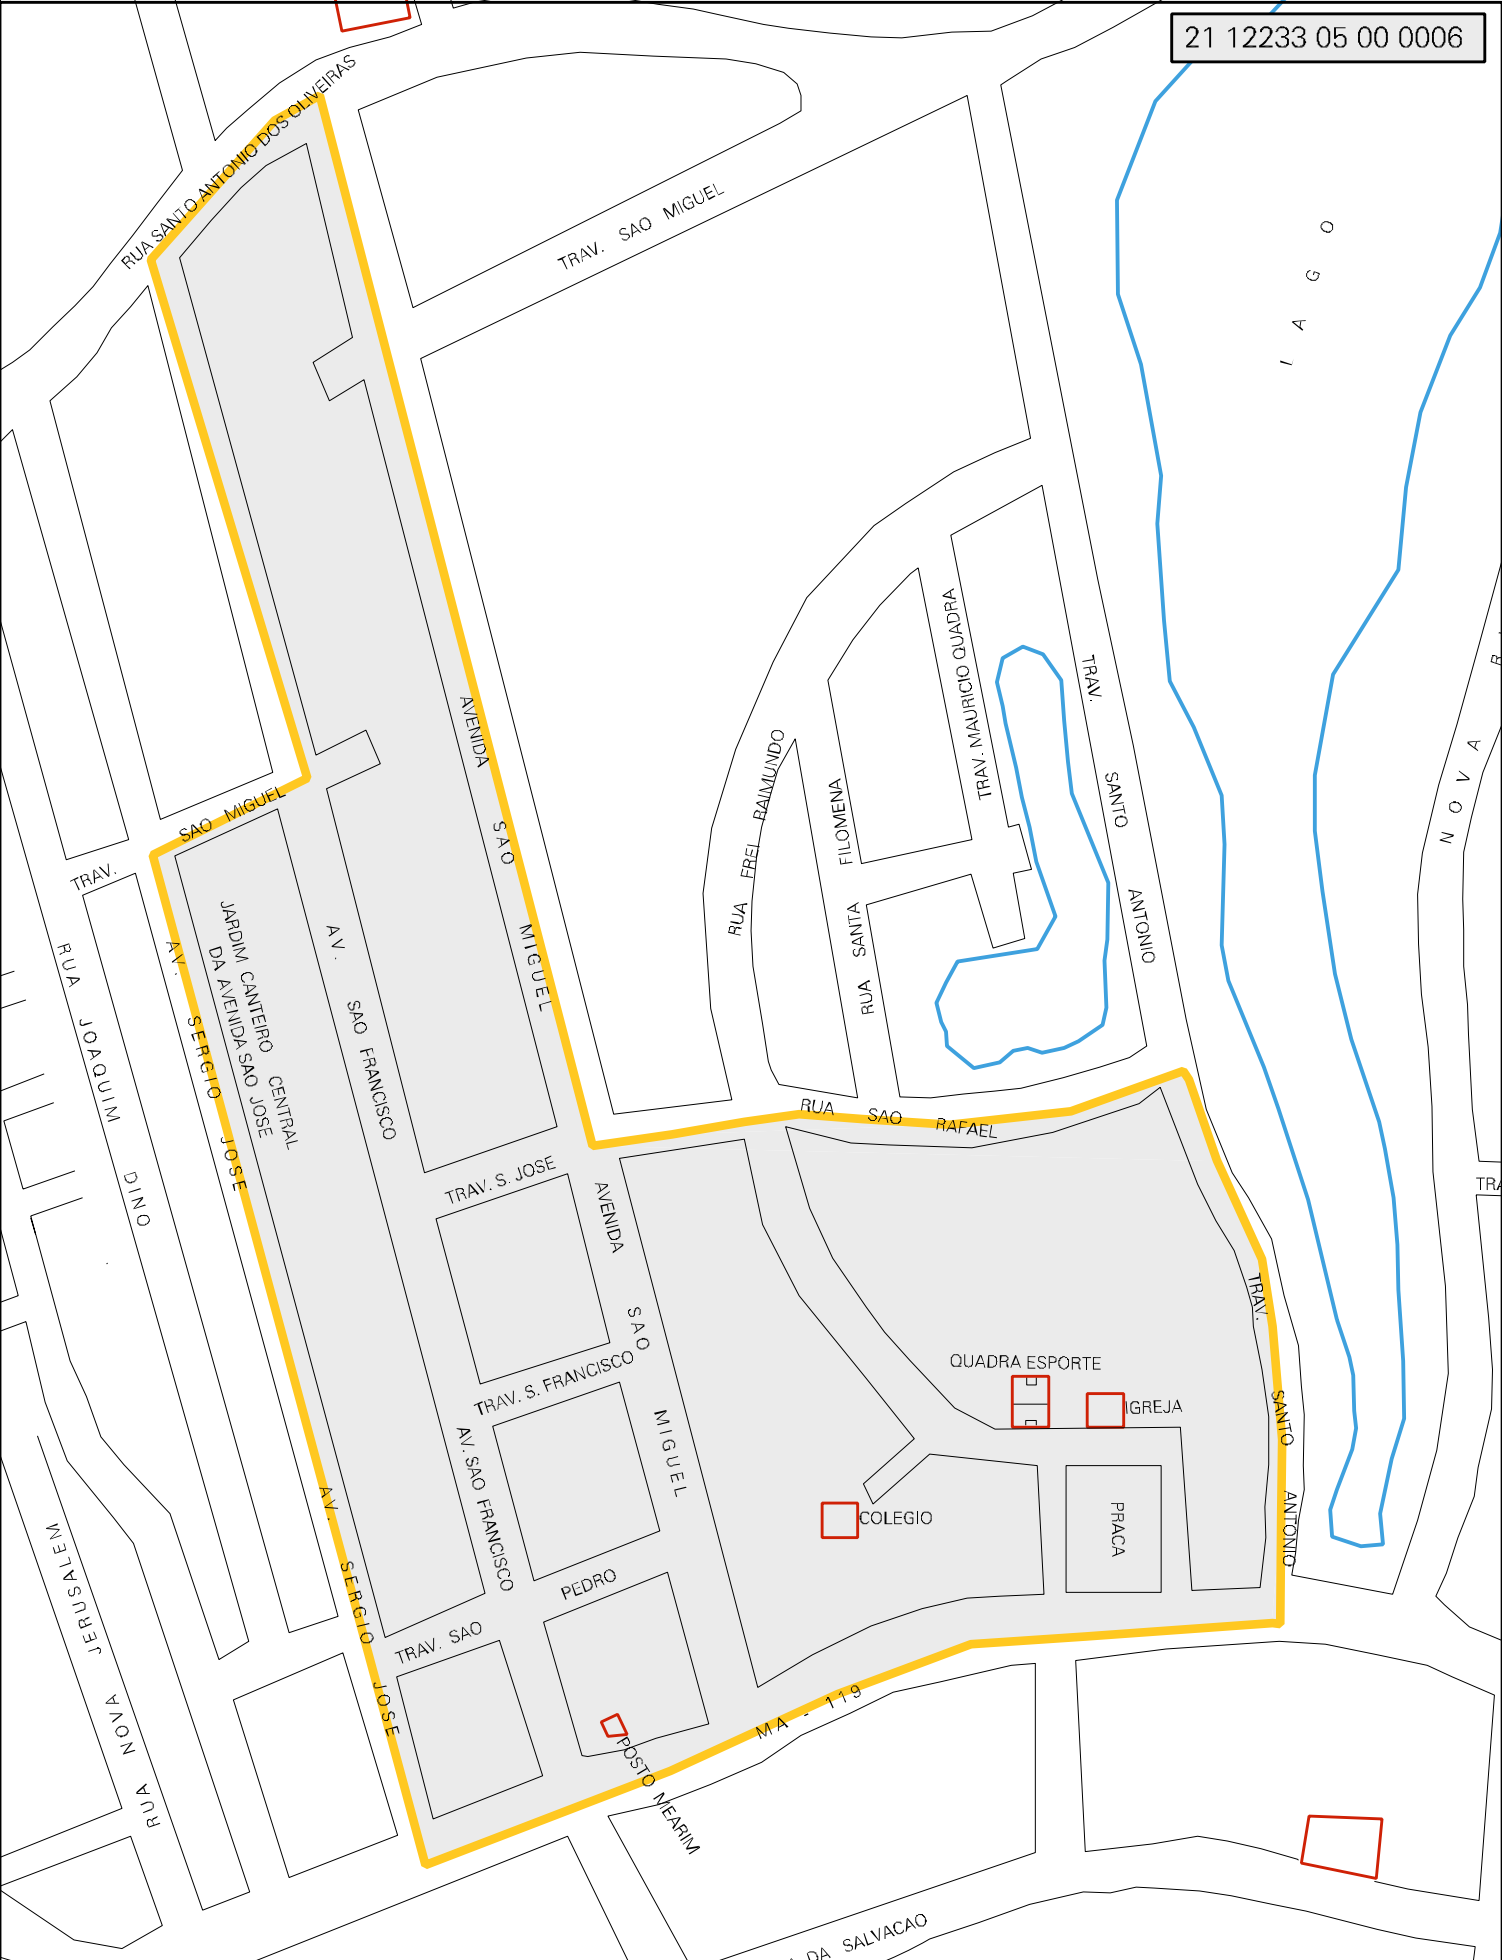 21 12233 05 00 0006
RUA SANTO ANTONIO DOS OLIVEIRAS
TRAV. SAO MIGUEL
LAGO
NOVA
AVENIDA SAO MIGUEL
TRAV. MAURICIO QUADRA
TRAV. SANTO ANTONIO
RUA FREI RAIMUNDO
RUA SANTA FILOMENA
TRAV. SAO MIGUEL
JARDIM CANTEIRO CENTRAL
DA AVENIDA SAO JOSE
AV. SAO FRANCISCO
AV. SERGIO JOSE
RUA JOAQUIM DINO
RUA SAO RAFAEL
TRAV. S. JOSE
AVENIDA SAO MIGUEL
TRA
TRAV. SANTO ANTONIO
QUADRA ESPORTE
IGREJA
TRAV. S. FRANCISCO
AV. SAO FRANCISCO
COLEGIO
PRACA
AV. SERGIO JOSE
TRAV. SAO PEDRO
RUA NOVA JERUSALEM
MA - 119
POSTO MEARIM
DA SALVACAO